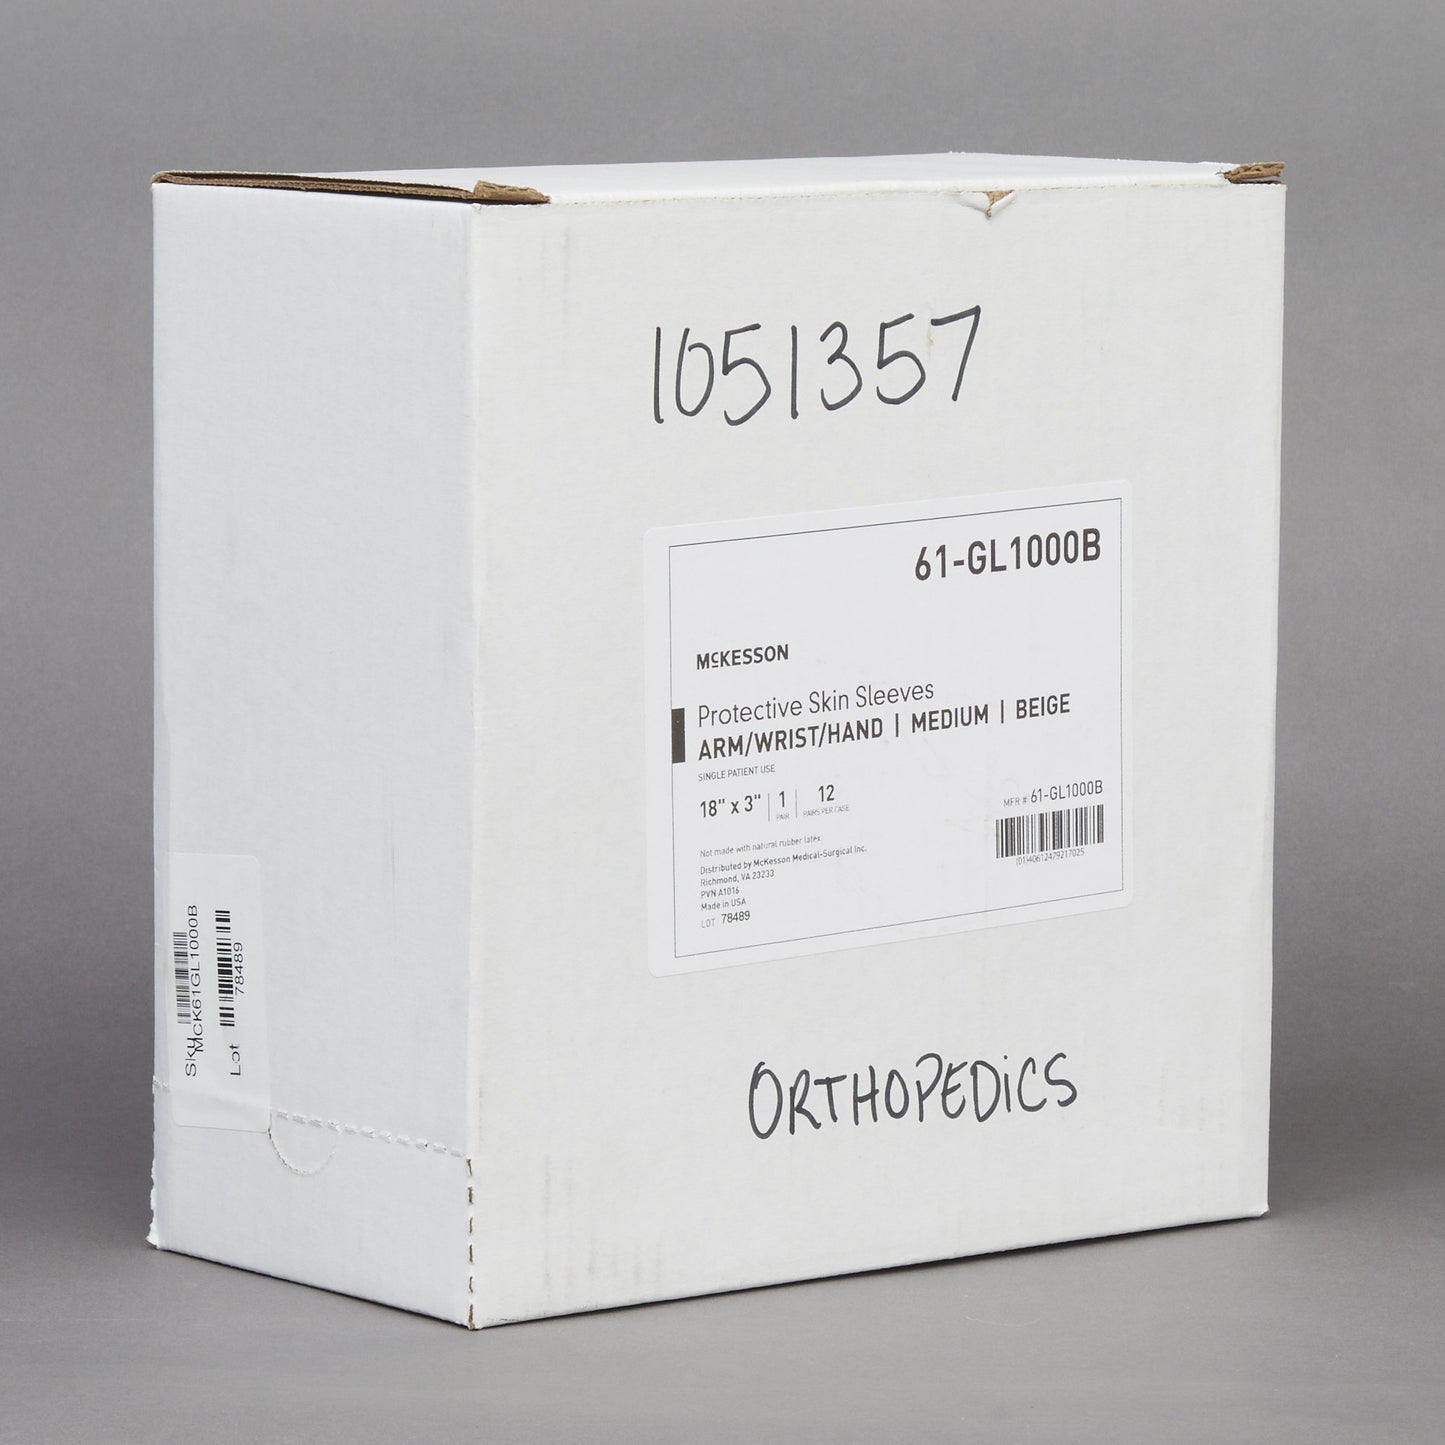 1051357
61-GL1000B
McKESSON
Protective Skin Sleeves
ARM/WRIST/HAND | MEDIUM | BEIGE
SINGLE PATIENT USE
18" x 3" | 1 PAIR | 12 PAIRS PER CASE
MFR # 61-GL1000B
(01)40612479217025
Not made with natural rubber latex.
Distributed by McKesson Medical-Surgical Inc.
Richmond, VA 23233
PVN A1016
Made in USA
LOT 78489
ORTHOPEDiCS
Sku MCK61GL1000B
Lot 78489